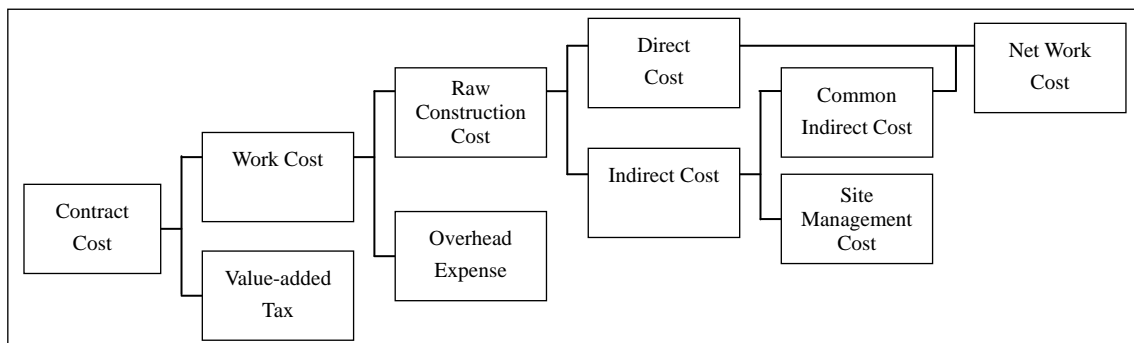 Contract
Cost
Work Cost
Value-added
Tax
Raw
Construction
Cost
Overhead
Expense
Direct
Cost
Indirect Cost
Common
Indirect Cost
Site
Management
Cost
Net Work
Cost